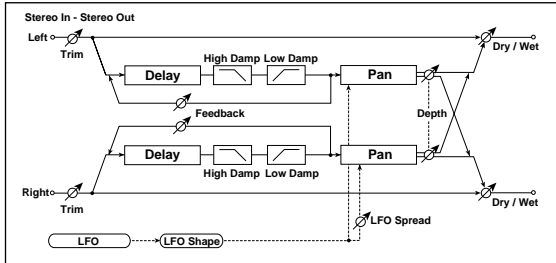 Stereo In - Stereo Out
Left
Trim
High Damp Low Damp
Delay
Pan
Dry / Wet
Feedback
Depth
Delay
Pan
High Damp Low Damp
Right
Trim
Dry / Wet
LFO Spread
LFO
LFO Shape